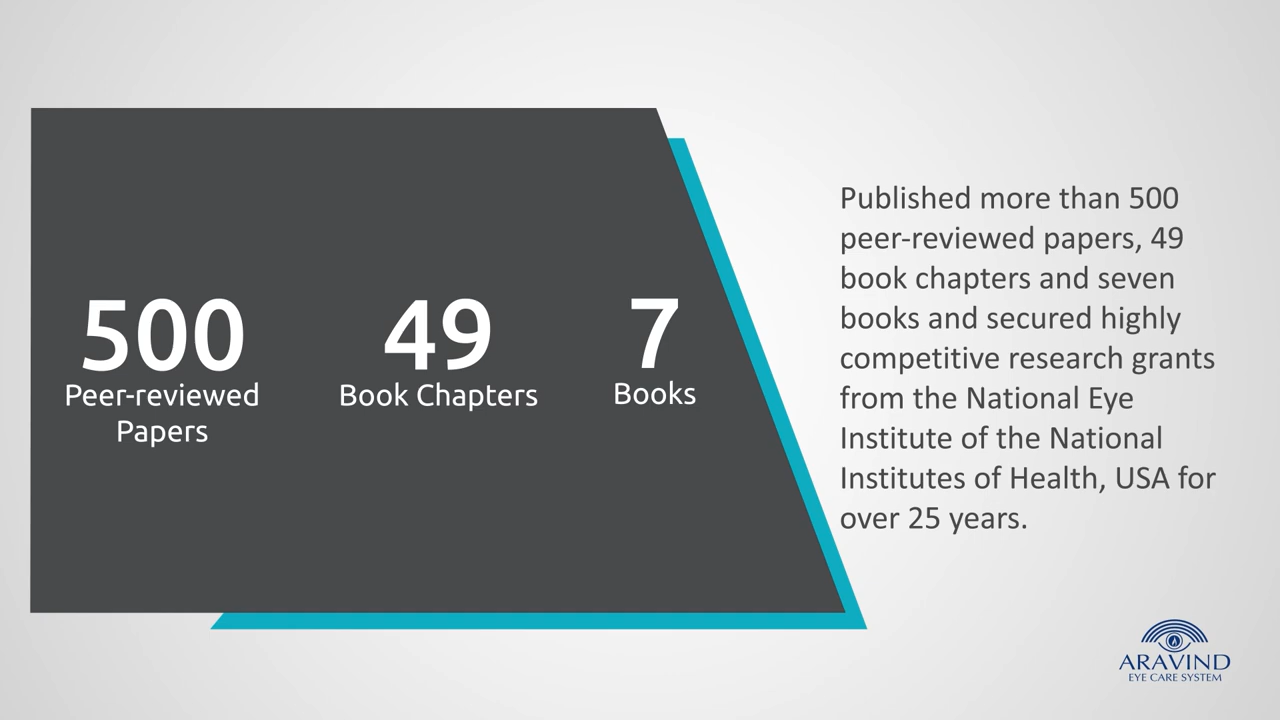 500
Peer-reviewed
Papers
49
Book Chapters
7
Books
Published more than 500
peer-reviewed papers, 49
book chapters and seven
books and secured highly
competitive research grants
from the National Eye
Institute of the National
Institutes of Health, USA for
over 25 years.
ARAVIND
EYE CARE SYSTEM